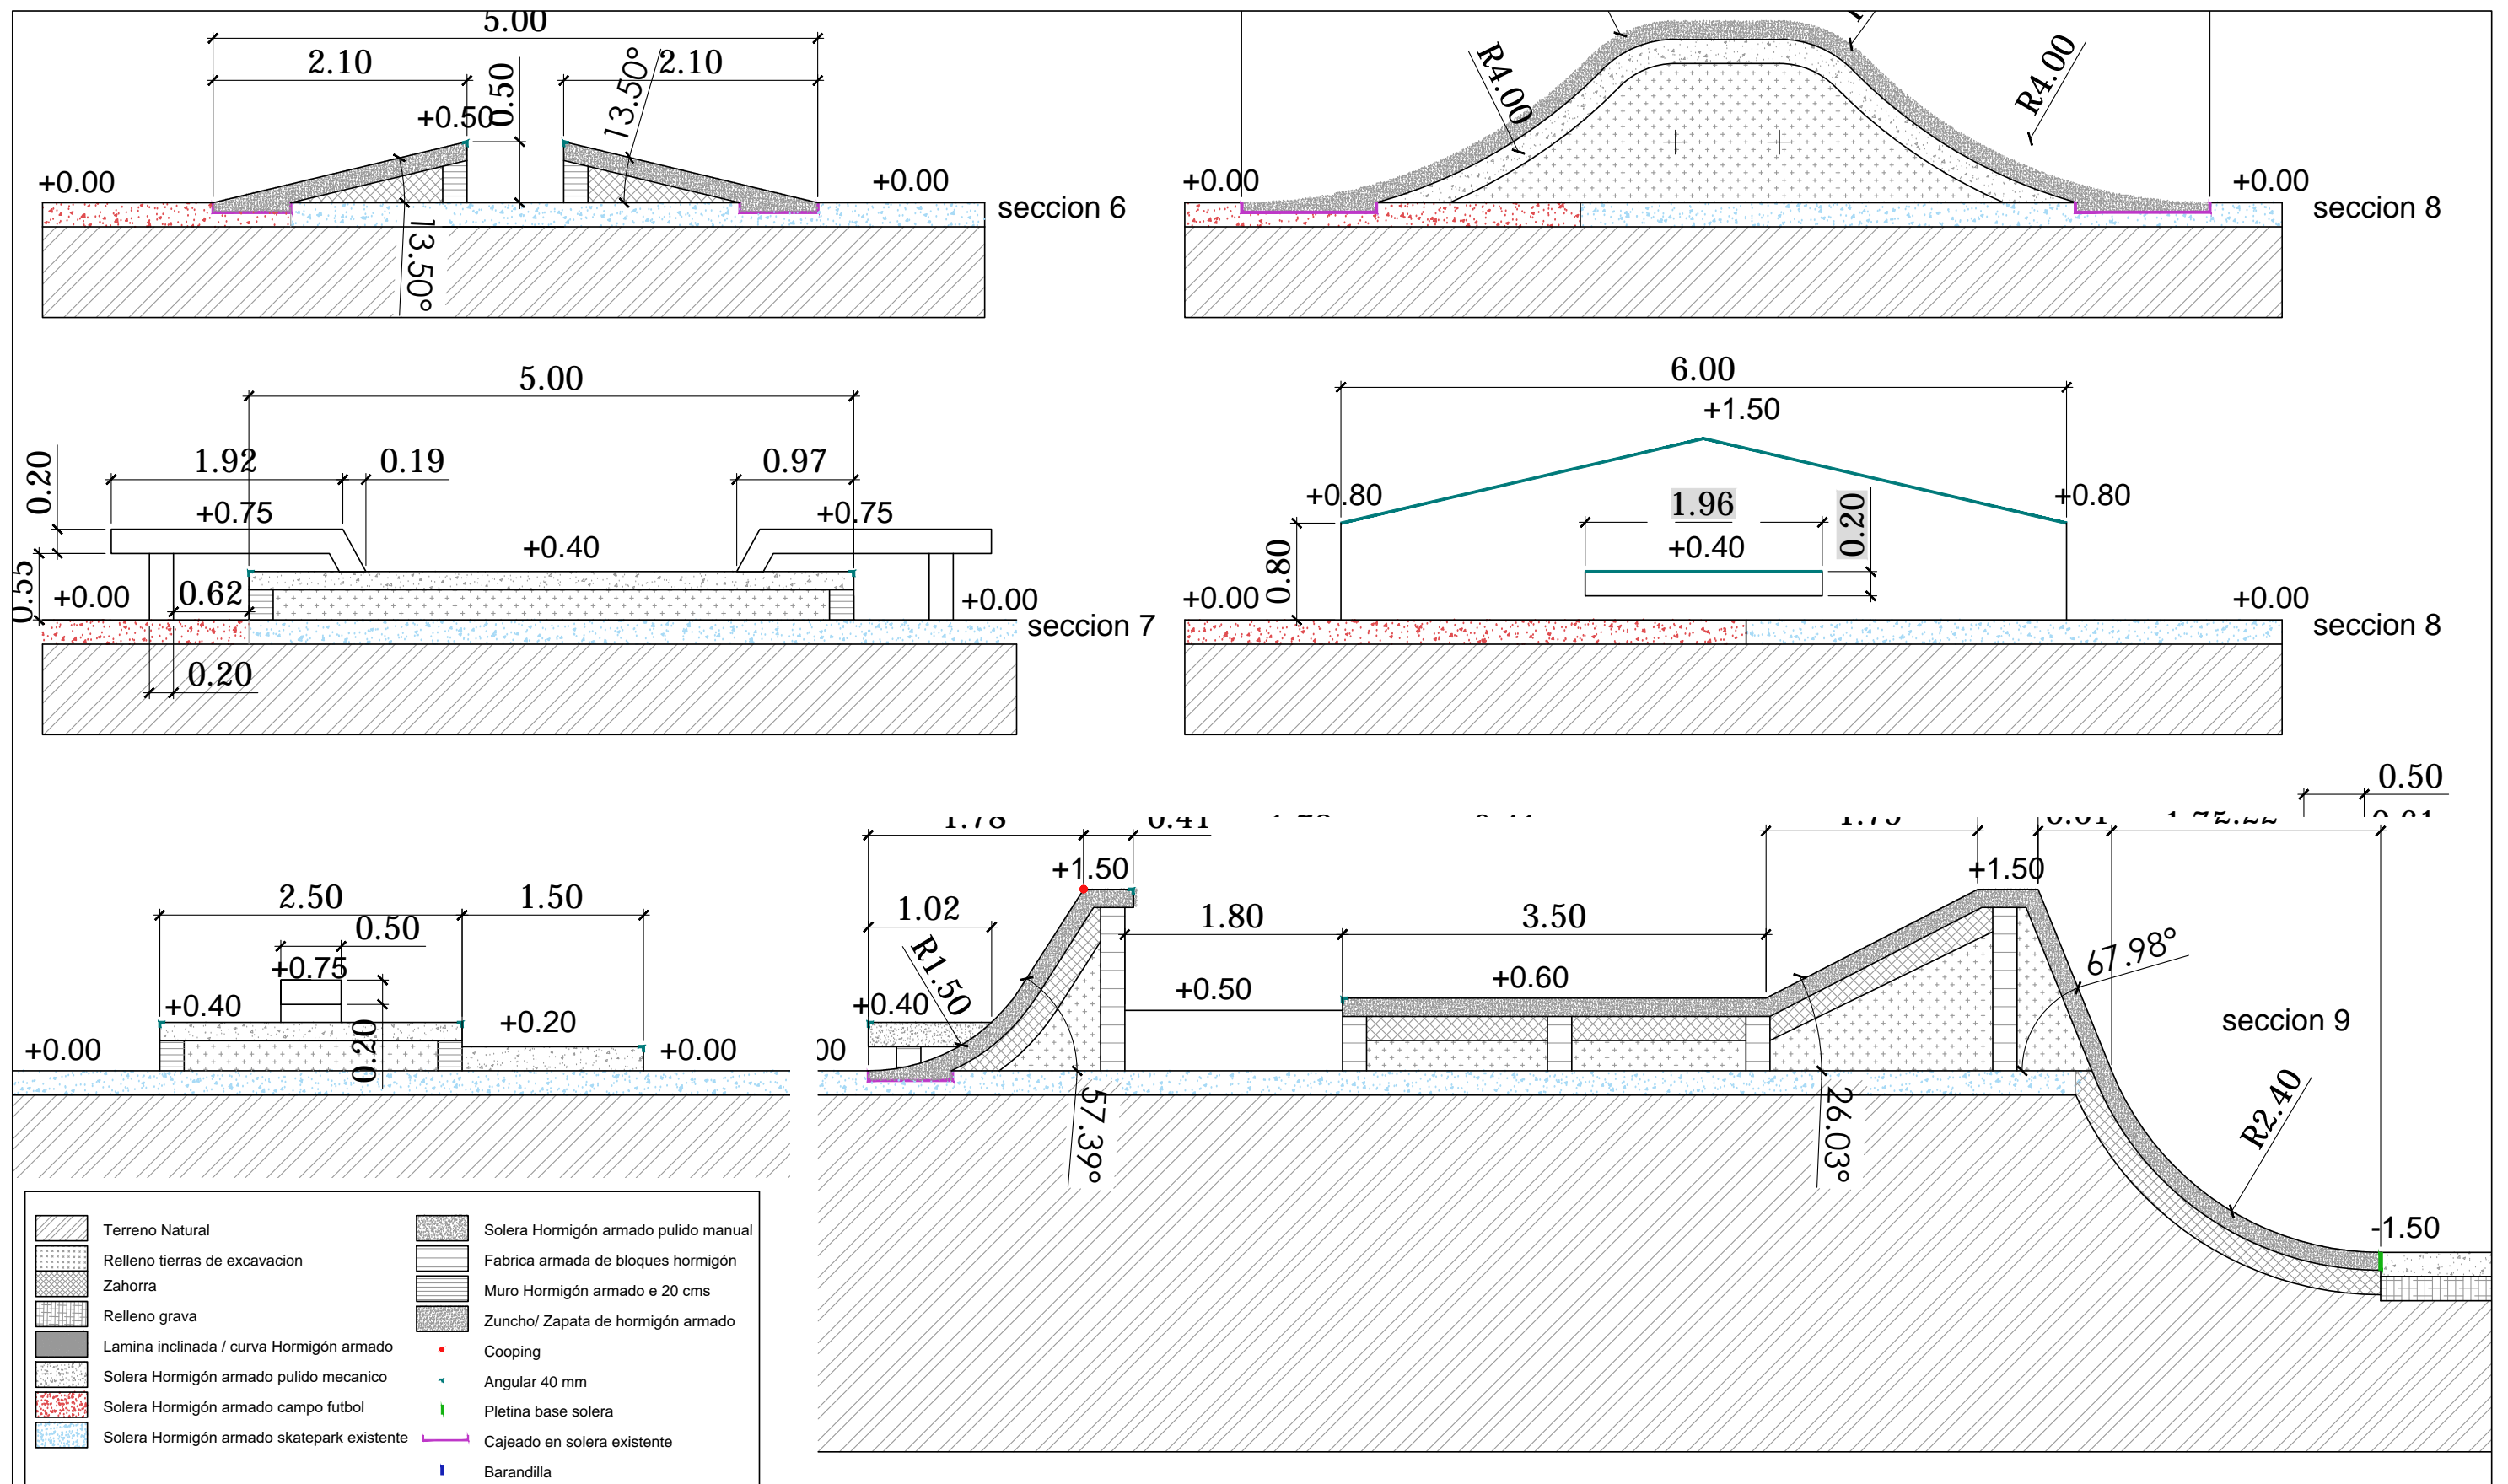 5.00
2.10
0.50
13.50°
2.10
+0.50
+0.00
+0.00
seccion 6
13.50°
R4.00
R4.00
+0.00
+0.00
seccion 8
5.00
0.20
1.92
0.19
0.97
+0.75
+0.75
+0.40
0.55
+0.00
0.62
+0.00
seccion 7
0.20
6.00
+1.50
+0.80
1.96
0.20
+0.80
+0.40
0.80
+0.00
+0.00
seccion 8
0.50
2.50
1.50
0.50
+0.75
+0.40
+0.20
0.20
+0.00
+0.00
1.78
0.41
+1.50
1.02
R1.50
+0.40
1.80
3.50
+0.50
+0.60
1.75
0.61
+1.50
67.98°
seccion 9
57.39°
26.03°
R2.40
-1.50
Terreno Natural
Relleno tierras de excavacion
Zahorra
Relleno grava
Lamina inclinada / curva Hormigón armado
Solera Hormigón armado pulido mecanico
Solera Hormigón armado campo futbol
Solera Hormigón armado skatepark existente
Solera Hormigón armado pulido manual
Fabrica armada de bloques hormigón
Muro Hormigón armado e 20 cms
Zuncho/ Zapata de hormigón armado
Cooping
Angular 40 mm
Pletina base solera
Cajeado en solera existente
Barandilla